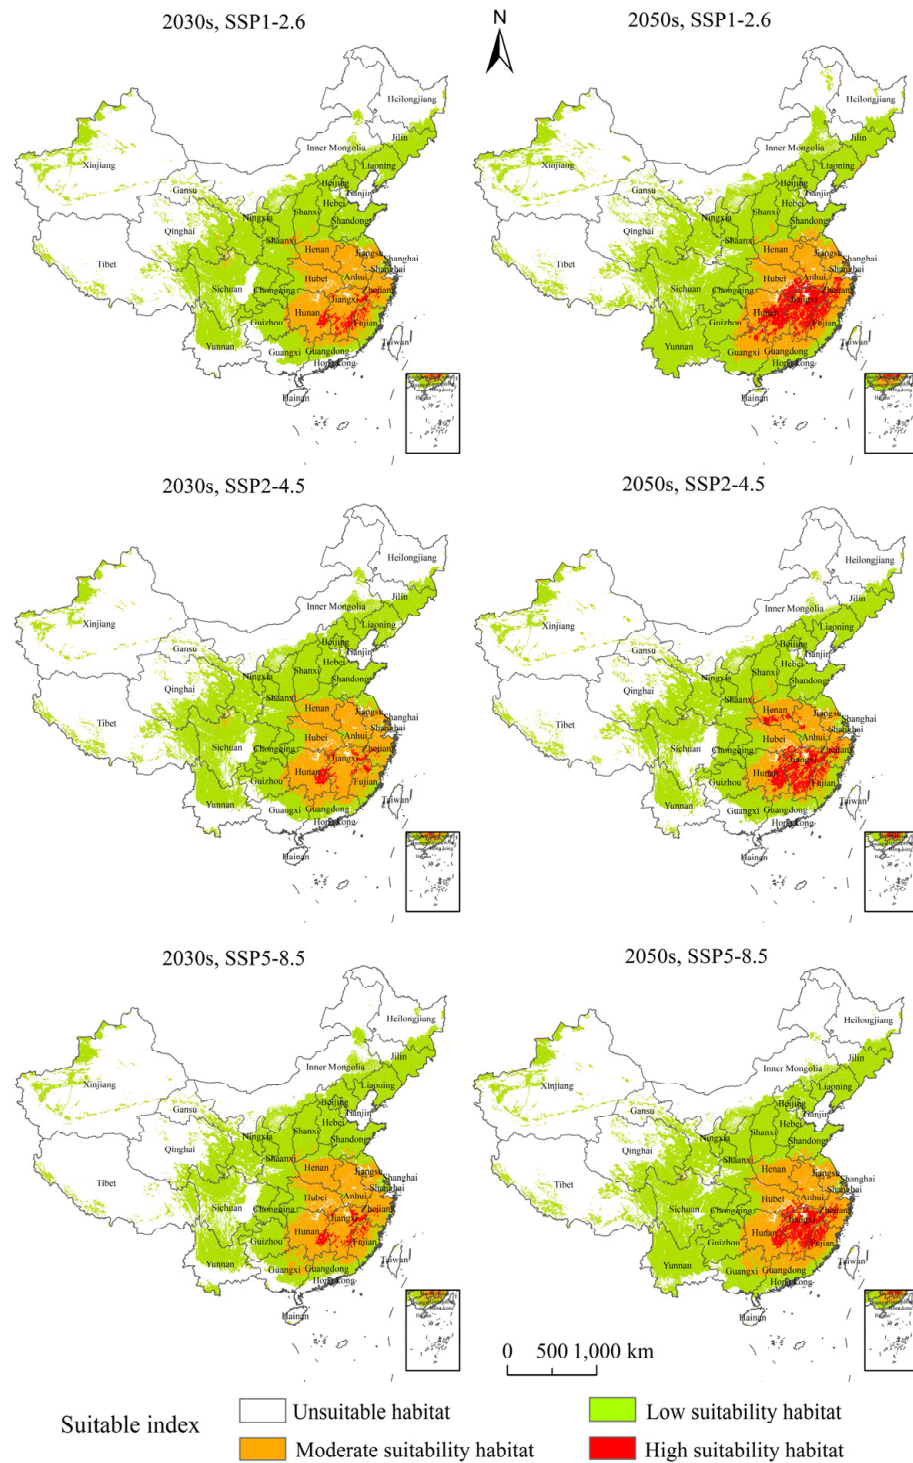 2030s, SSP1-2.6
N
2050s, SSP1-2.6
Heilongjiang
Jilin
Inner Mongolia
Liaoning
Xinjiang
Beijing
Gansu
Tianjin
Hebei
Ningxia
Shanxi
Shandong
Qinghai
Shaanxi
Henan
Jiangsu
Shanghai
Tibet
Shanghai
Anhui
Hubei
Sichuan
Chongning
Zhejiang
Jiangxi
Hunan
Guizhou
Fujian
Yunnan
Guangxi
Guangdong
Taiwan
Hong Kong
Hainan
Heilongjiang
Jilin
Inner Mongolia
Liaoning
Xinjiang
Beijing
Gansu
Tianjin
Hebei
Ningxia
Shanxi
Shandong
Qinghai
Shaanxi
Henan
Jiangsu
Shanghai
Tibet
Shanghai
Anhui
Hubei
Sichuan
Chongning
Zhejiang
Jiangxi
Hunan
Guizhou
Fujian
Yunnan
Guangxi
Guangdong
Taiwan
Hong Kong
Hainan
2030s, SSP2-4.5
2050s, SSP2-4.5
Heilongjiang
Jilin
Inner Mongolia
Liaoning
Xinjiang
Beijing
Gansu
Tianjin
Hebei
Ningxia
Shanxi
Shandong
Qinghai
Shaanxi
Henan
Jiangsu
Shanghai
Tibet
Shanghai
Anhui
Hubei
Sichuan
Chongning
Zhejiang
Jiangxi
Hunan
Guizhou
Fujian
Yunnan
Guangxi
Guangdong
Taiwan
Hong Kong
Hainan
Heilongjiang
Jilin
Inner Mongolia
Liaoning
Xinjiang
Beijing
Gansu
Tianjin
Hebei
Ningxia
Shanxi
Shandong
Qinghai
Shaanxi
Henan
Jiangsu
Shanghai
Tibet
Shanghai
Anhui
Hubei
Sichuan
Chongning
Zhejiang
Jiangxi
Hunan
Guizhou
Fujian
Yunnan
Guangxi
Guangdong
Taiwan
Hong Kong
Hainan
2030s, SSP5-8.5
2050s, SSP5-8.5
Heilongjiang
Jilin
Inner Mongolia
Liaoning
Xinjiang
Beijing
Gansu
Tianjin
Hebei
Ningxia
Shanxi
Shandong
Qinghai
Shaanxi
Henan
Jiangsu
Shanghai
Tibet
Shanghai
Anhui
Hubei
Sichuan
Chongning
Zhejiang
Jiangxi
Hunan
Guizhou
Fujian
Yunnan
Guangxi
Guangdong
Taiwan
Hong Kong
Hainan
Heilongjiang
Jilin
Inner Mongolia
Liaoning
Xinjiang
Beijing
Gansu
Tianjin
Hebei
Ningxia
Shanxi
Shandong
Qinghai
Shaanxi
Henan
Jiangsu
Shanghai
Tibet
Shanghai
Anhui
Hubei
Sichuan
Chongning
Zhejiang
Jiangxi
Hunan
Guizhou
Fujian
Yunnan
Guangxi
Guangdong
Taiwan
Hong Kong
Hainan
0 500 1,000 km
Suitable index
Unsuitable habitat
Low suitability habitat
Moderate suitability habitat
High suitability habitat